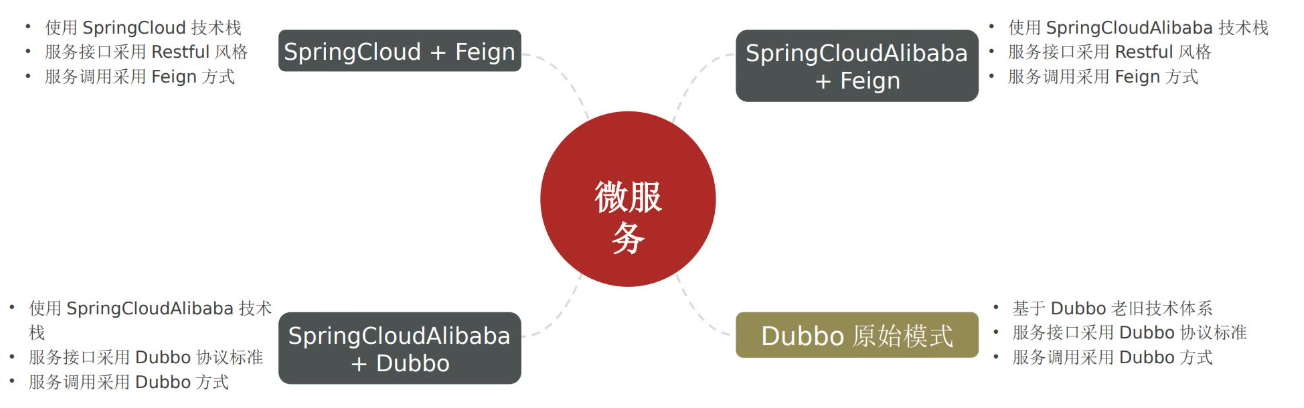 • 使用 SpringCloud 技术栈
• 服务接口采用 Restful 风格
• 服务调用采用 Feign 方式
SpringCloud + Feign
SpringCloudAlibaba
+ Feign
• 使用 SpringCloudAlibaba 技术栈
• 服务接口采用 Restful 风格
• 服务调用采用 Feign 方式
微服
务
• 使用 SpringCloudAlibaba 技术
栈
• 服务接口采用 Dubbo 协议标准
• 服务调用采用 Dubbo 方式
SpringCloudAlibaba
+ Dubbo
Dubbo 原始模式
• 基于 Dubbo 老旧技术体系
• 服务接口采用 Dubbo 协议标准
• 服务调用采用 Dubbo 方式